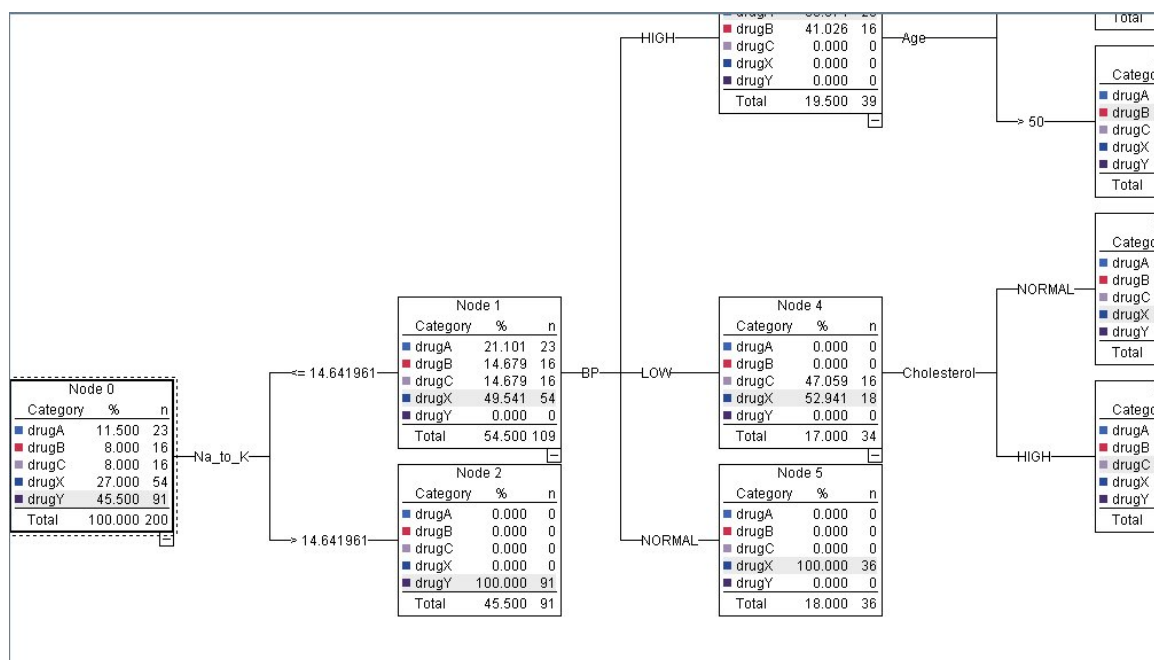 Total
drugB 41.026 16
drugC 0.000 0
drugX 0.000 0
drugY 0.000 0
Total 19.500 39
HIGH
Age
> 50
Catego
drugA
drugB
drugC
drugX
drugY
Total
Node 1
Category % n
drugA 21.101 23
drugB 14.679 16
drugC 14.679 16
drugX 49.541 54
drugY 0.000 0
Total 54.500 109
<= 14.641961
BP
LOW
Node 4
Category % n
drugA 0.000 0
drugB 0.000 0
drugC 47.059 16
drugX 52.941 18
drugY 0.000 0
Total 17.000 34
Cholesterol
NORMAL
Catego
drugA
drugB
drugC
drugX
drugY
Total
Node 0
Category % n
drugA 11.500 23
drugB 8.000 16
drugC 8.000 16
drugX 27.000 54
drugY 45.500 91
Total 100.000 200
Na_to_K
> 14.641961
Node 2
Category % n
drugA 0.000 0
drugB 0.000 0
drugC 0.000 0
drugX 0.000 0
drugY 100.000 91
Total 45.500 91
NORMAL
Node 5
Category % n
drugA 0.000 0
drugB 0.000 0
drugC 0.000 0
drugX 100.000 36
drugY 0.000 0
Total 18.000 36
HIGH
Catego
drugA
drugB
drugC
drugX
drugY
Total